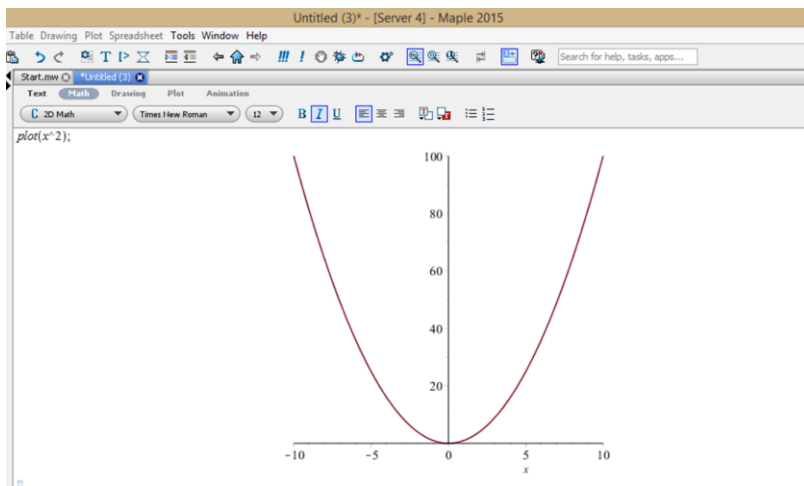 Untitled (3)* - [Server 4] - Maple 2015
Table Drawing Plot Spreadsheet Tools Window Help
Search for help, tasks, apps...
Start.mw *Untitled (3)
Text Math Drawing Plot Animation
C 2D Math Times New Roman 12 B I U
plot(x^2);
100
80
60
40
20
-10 -5 0 5 10
x